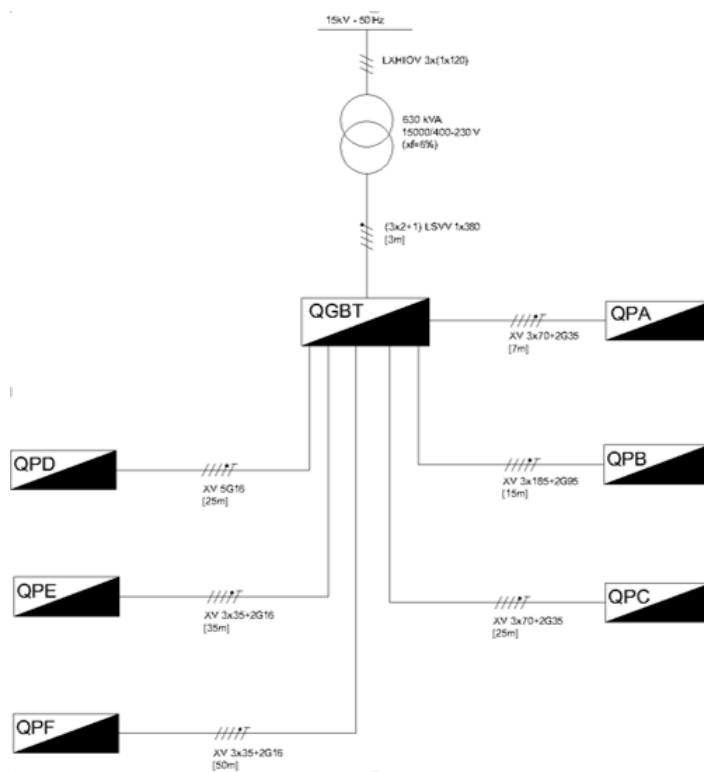 15kV - 50 Hz
LXHIOV 3x(1x120)
630 kVA
15000/400-230 V
(xf=6%)
(3x2+1) LSVV 1x380
[3m]
QGBT
QPA
XV 3x70+2G35
[7m]
QPD
XV 5G16
[25m]
QPB
XV 3x185+2G95
[15m]
QPE
XV 3x35+2G16
[35m]
QPC
XV 3x70+2G35
[25m]
QPF
XV 3x35+2G16
[50m]